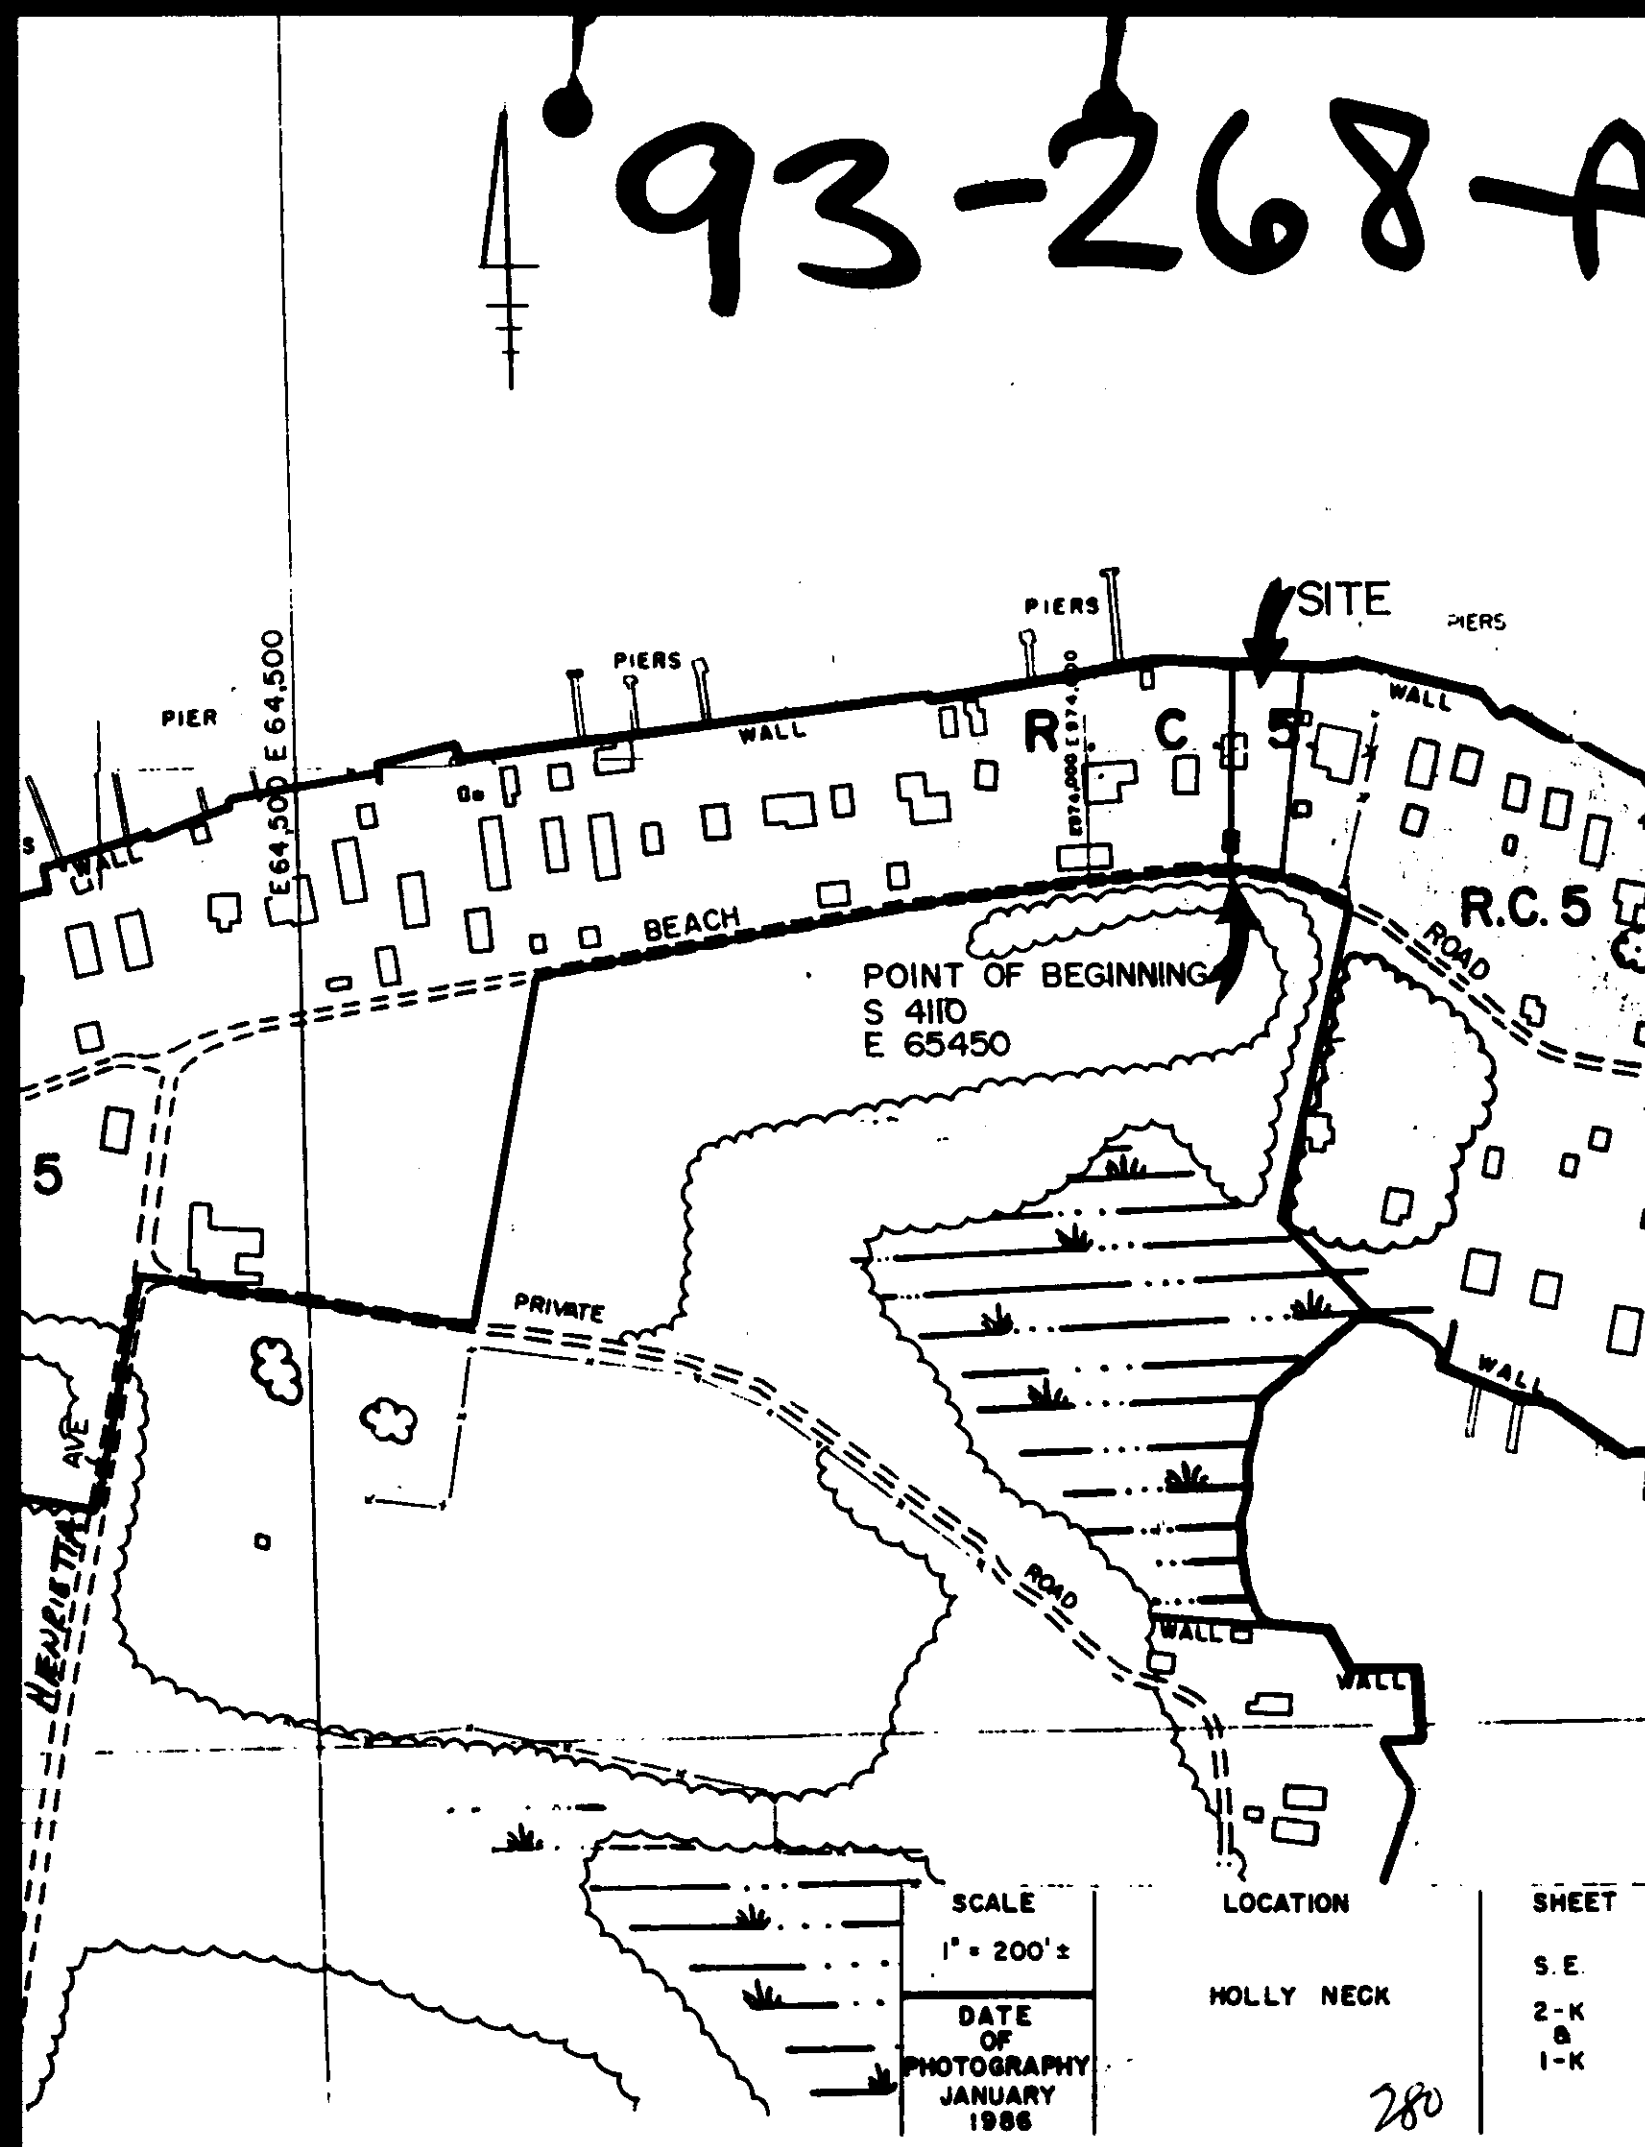 93-268-A
SITE
PIERS
PIERS
PIERS
PIER
E 64,500 E 64,500
WALL
WALL
WALL
R C 5
S
R.C. 5
BEACH
ROAD
POINT OF BEGINNING
S 4110
E 65450
5
PRIVATE
AVE
HENRIETTA
WALL
ROAD
WALL
WALL
SCALE
1" = 200' ±
DATE
OF
PHOTOGRAPHY
JANUARY
1986
LOCATION
HOLLY NECK
280
SHEET
S.E.
2-K
&
1-K